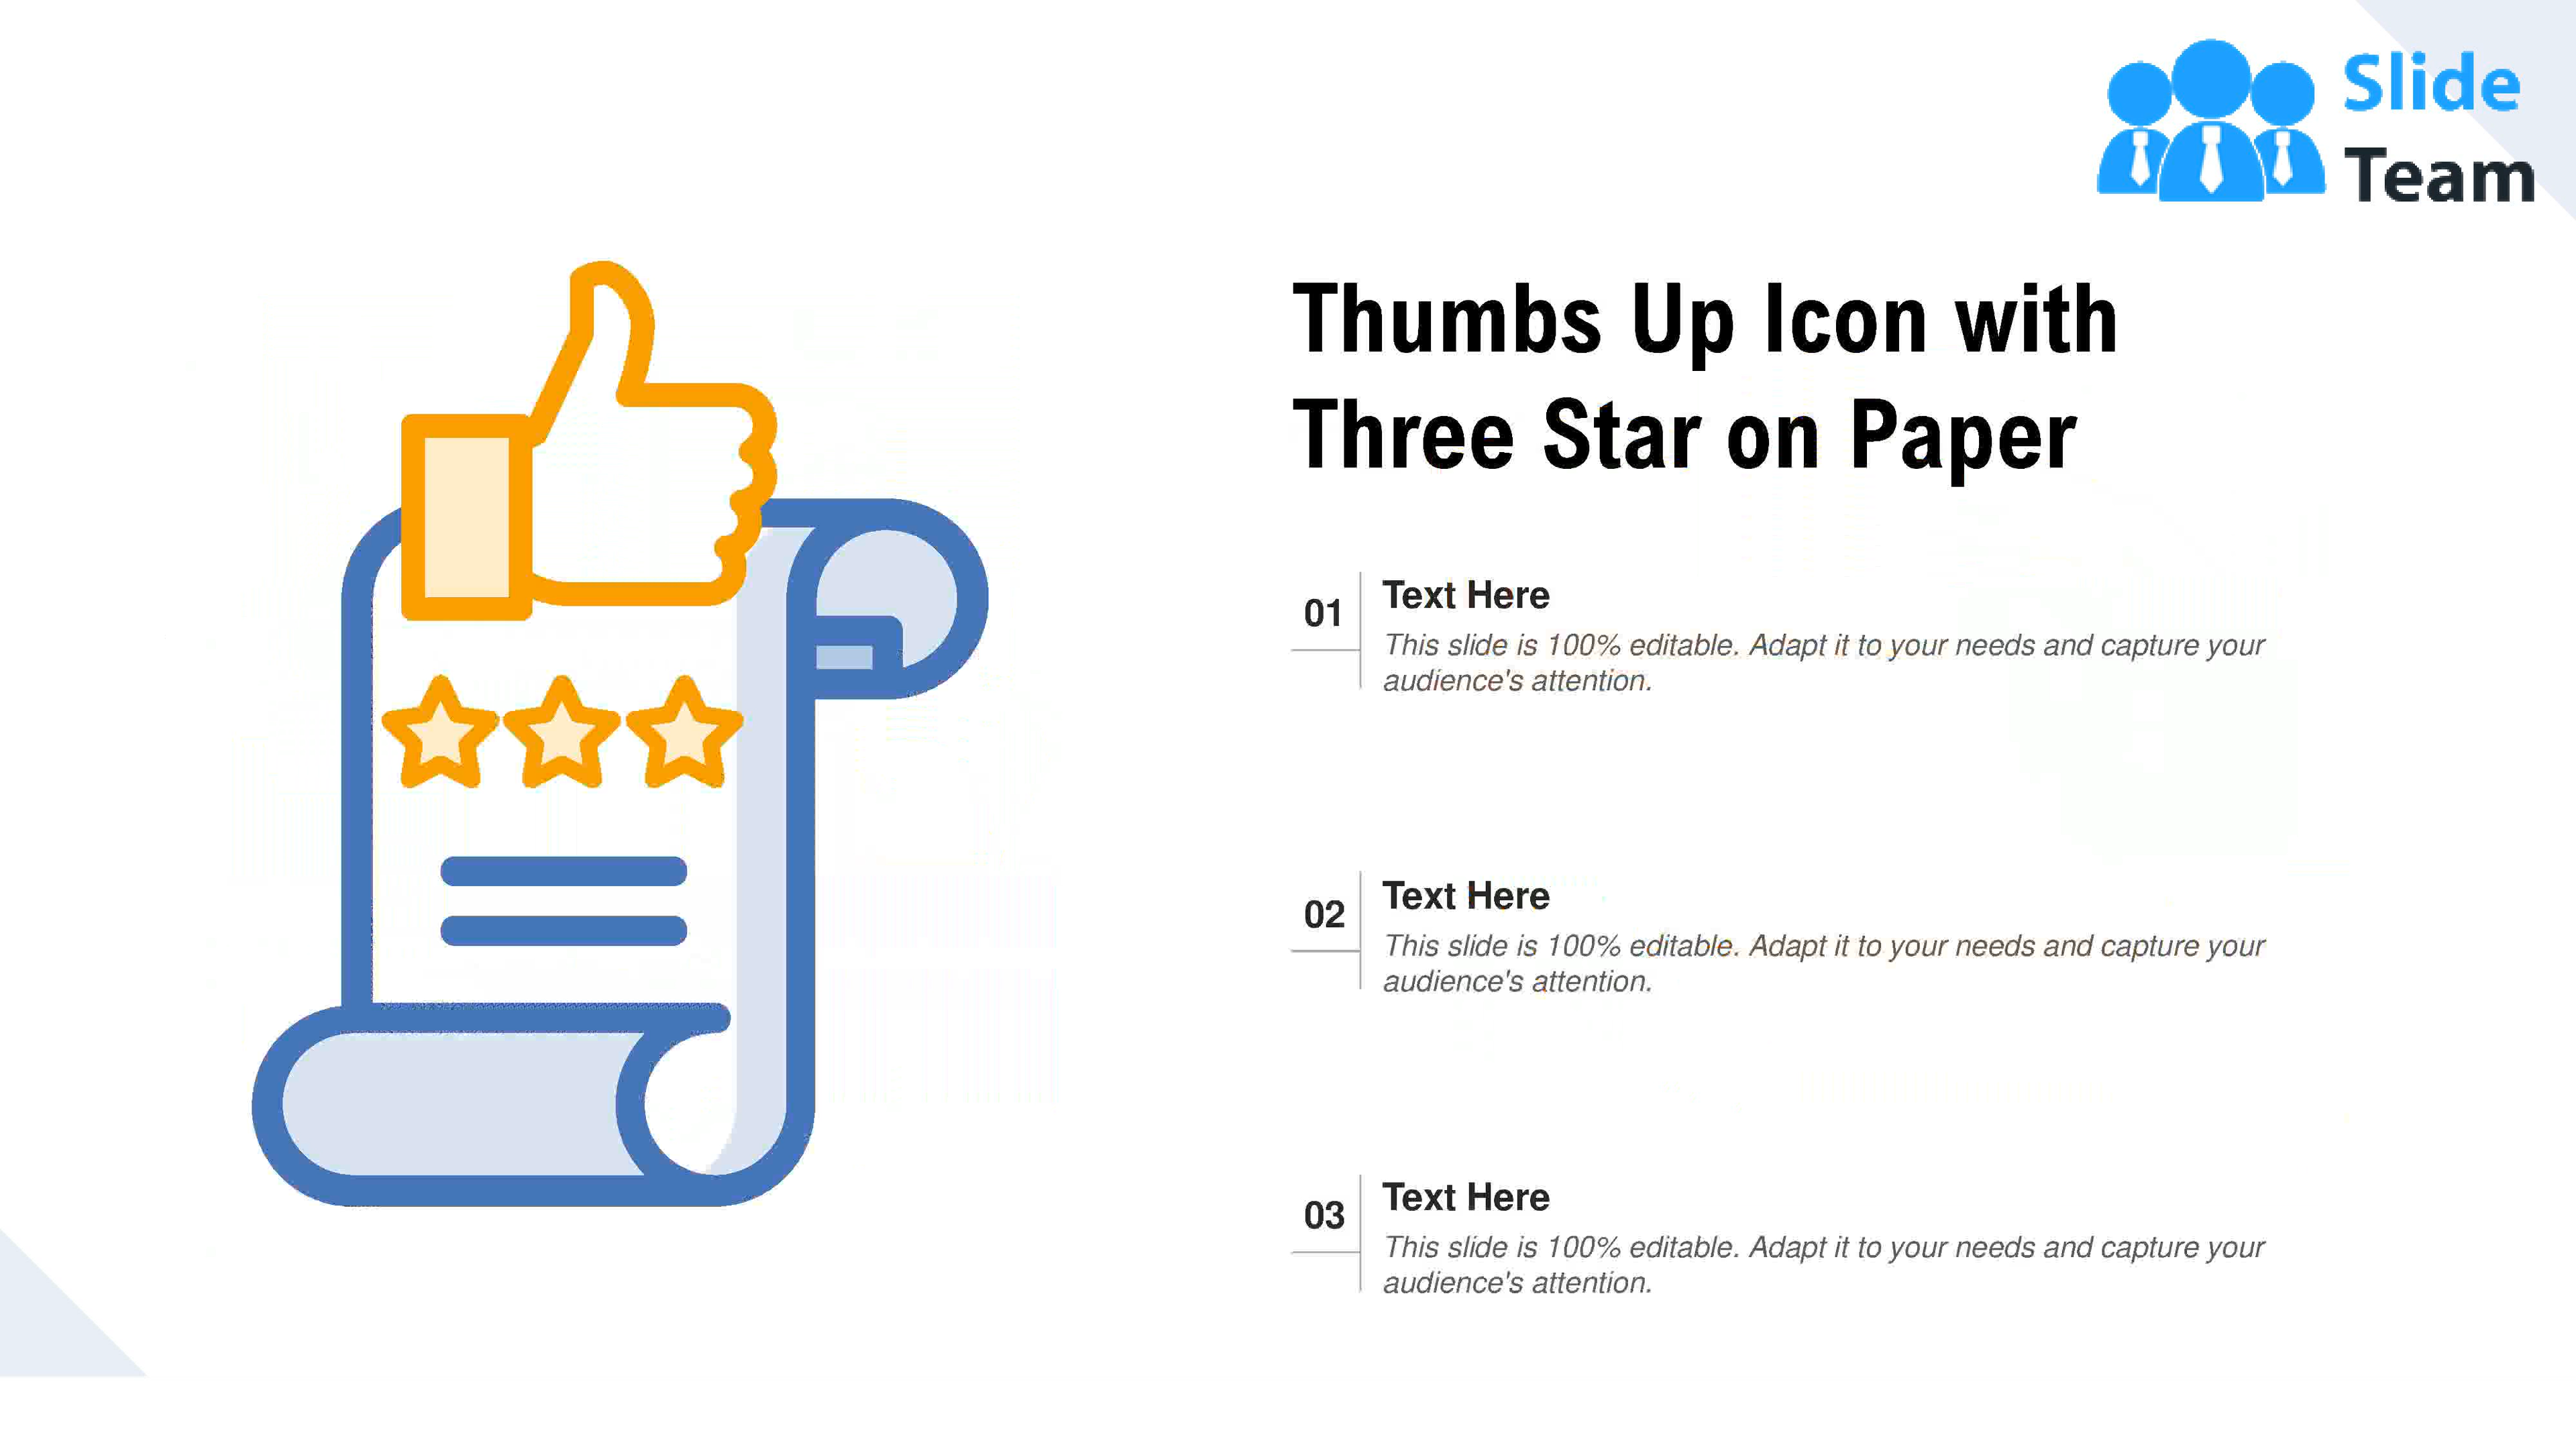 Slide
Team
Thumbs Up Icon with
Three Star on Paper
01
Text Here
This slide is 100% editable. Adapt it to your needs and capture your
audience's attention.
02
Text Here
This slide is 100% editable. Adapt it to your needs and capture your
audience's attention.
03
Text Here
This slide is 100% editable. Adapt it to your needs and capture your
audience's attention.